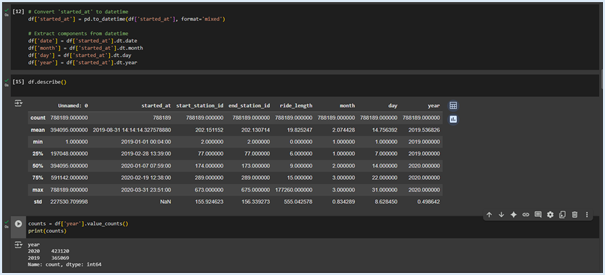 [12] # Convert 'started_at' to datetime
df['started_at'] = pd.to_datetime(df['started_at'], format='mixed')
# Extract components from datetime
df['date'] = df['started_at'].dt.date
df['month'] = df['started_at'].dt.month
df['day'] = df['started_at'].dt.day
df['year'] = df['started_at'].dt.year
[15] df.describe()
Unnamed: 0 started_at start_station_id end_station_id ride_length month day year
count 788189.000000 788189 788189.000000 788189.000000 788189.000000 788189.000000 788189.000000 788189.000000
mean 394095.000000 2019-08-31 14:14:14.327578880 202.151152 202.130714 19.825247 2.074428 14.756392 2019.536826
min 1.000000 2019-01-01 00:04:00 2.000000 2.000000 0.000000 1.000000 1.000000 2019.000000
25% 197048.000000 2019-02-28 13:39:00 77.000000 77.000000 6.000000 1.000000 7.000000 2019.000000
50% 394095.000000 2020-01-07 07:59:00 174.000000 173.000000 9.000000 2.000000 14.000000 2020.000000
75% 591142.000000 2020-02-19 12:38:00 289.000000 289.000000 15.000000 3.000000 22.000000 2020.000000
max 788189.000000 2020-03-31 23:51:00 673.000000 675.000000 177260.000000 3.000000 31.000000 2020.000000
std 227530.709998 NaN 155.924623 156.339273 555.042578 0.834289 8.628450 0.498642
counts = df['year'].value_counts()
print(counts)
year
2020 423120
2019 365069
Name: count, dtype: int64